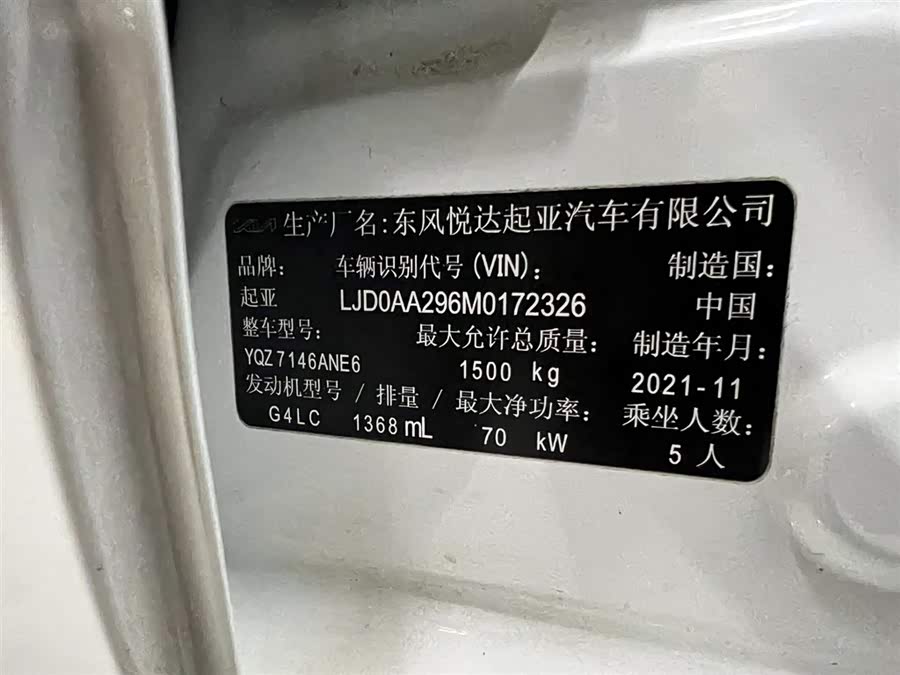 生产厂名:东风悦达起亚汽车有限公司
品牌: 车辆识别代号(VIN): 制造国:
起亚 LJD0AA296M0172326 中国
整车型号: 最大允许总质量: 制造年月:
YQZ7146ANE6 1500 kg 2021-11
发动机型号 / 排量 / 最大净功率: 乘坐人数:
G4LC 1368 mL 70 kW 5 人